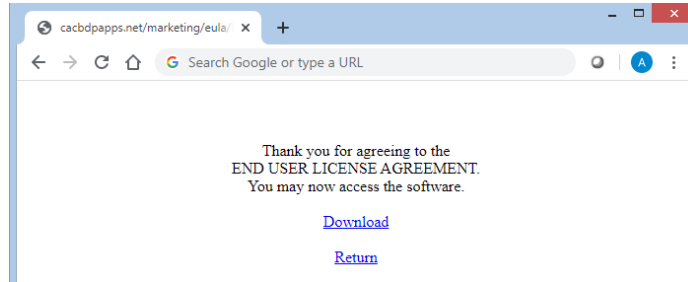 cacbdpapps.net/marketing/eula/
Search Google or type a URL
A
Thank you for agreeing to the
END USER LICENSE AGREEMENT.
You may now access the software.
Download
Return